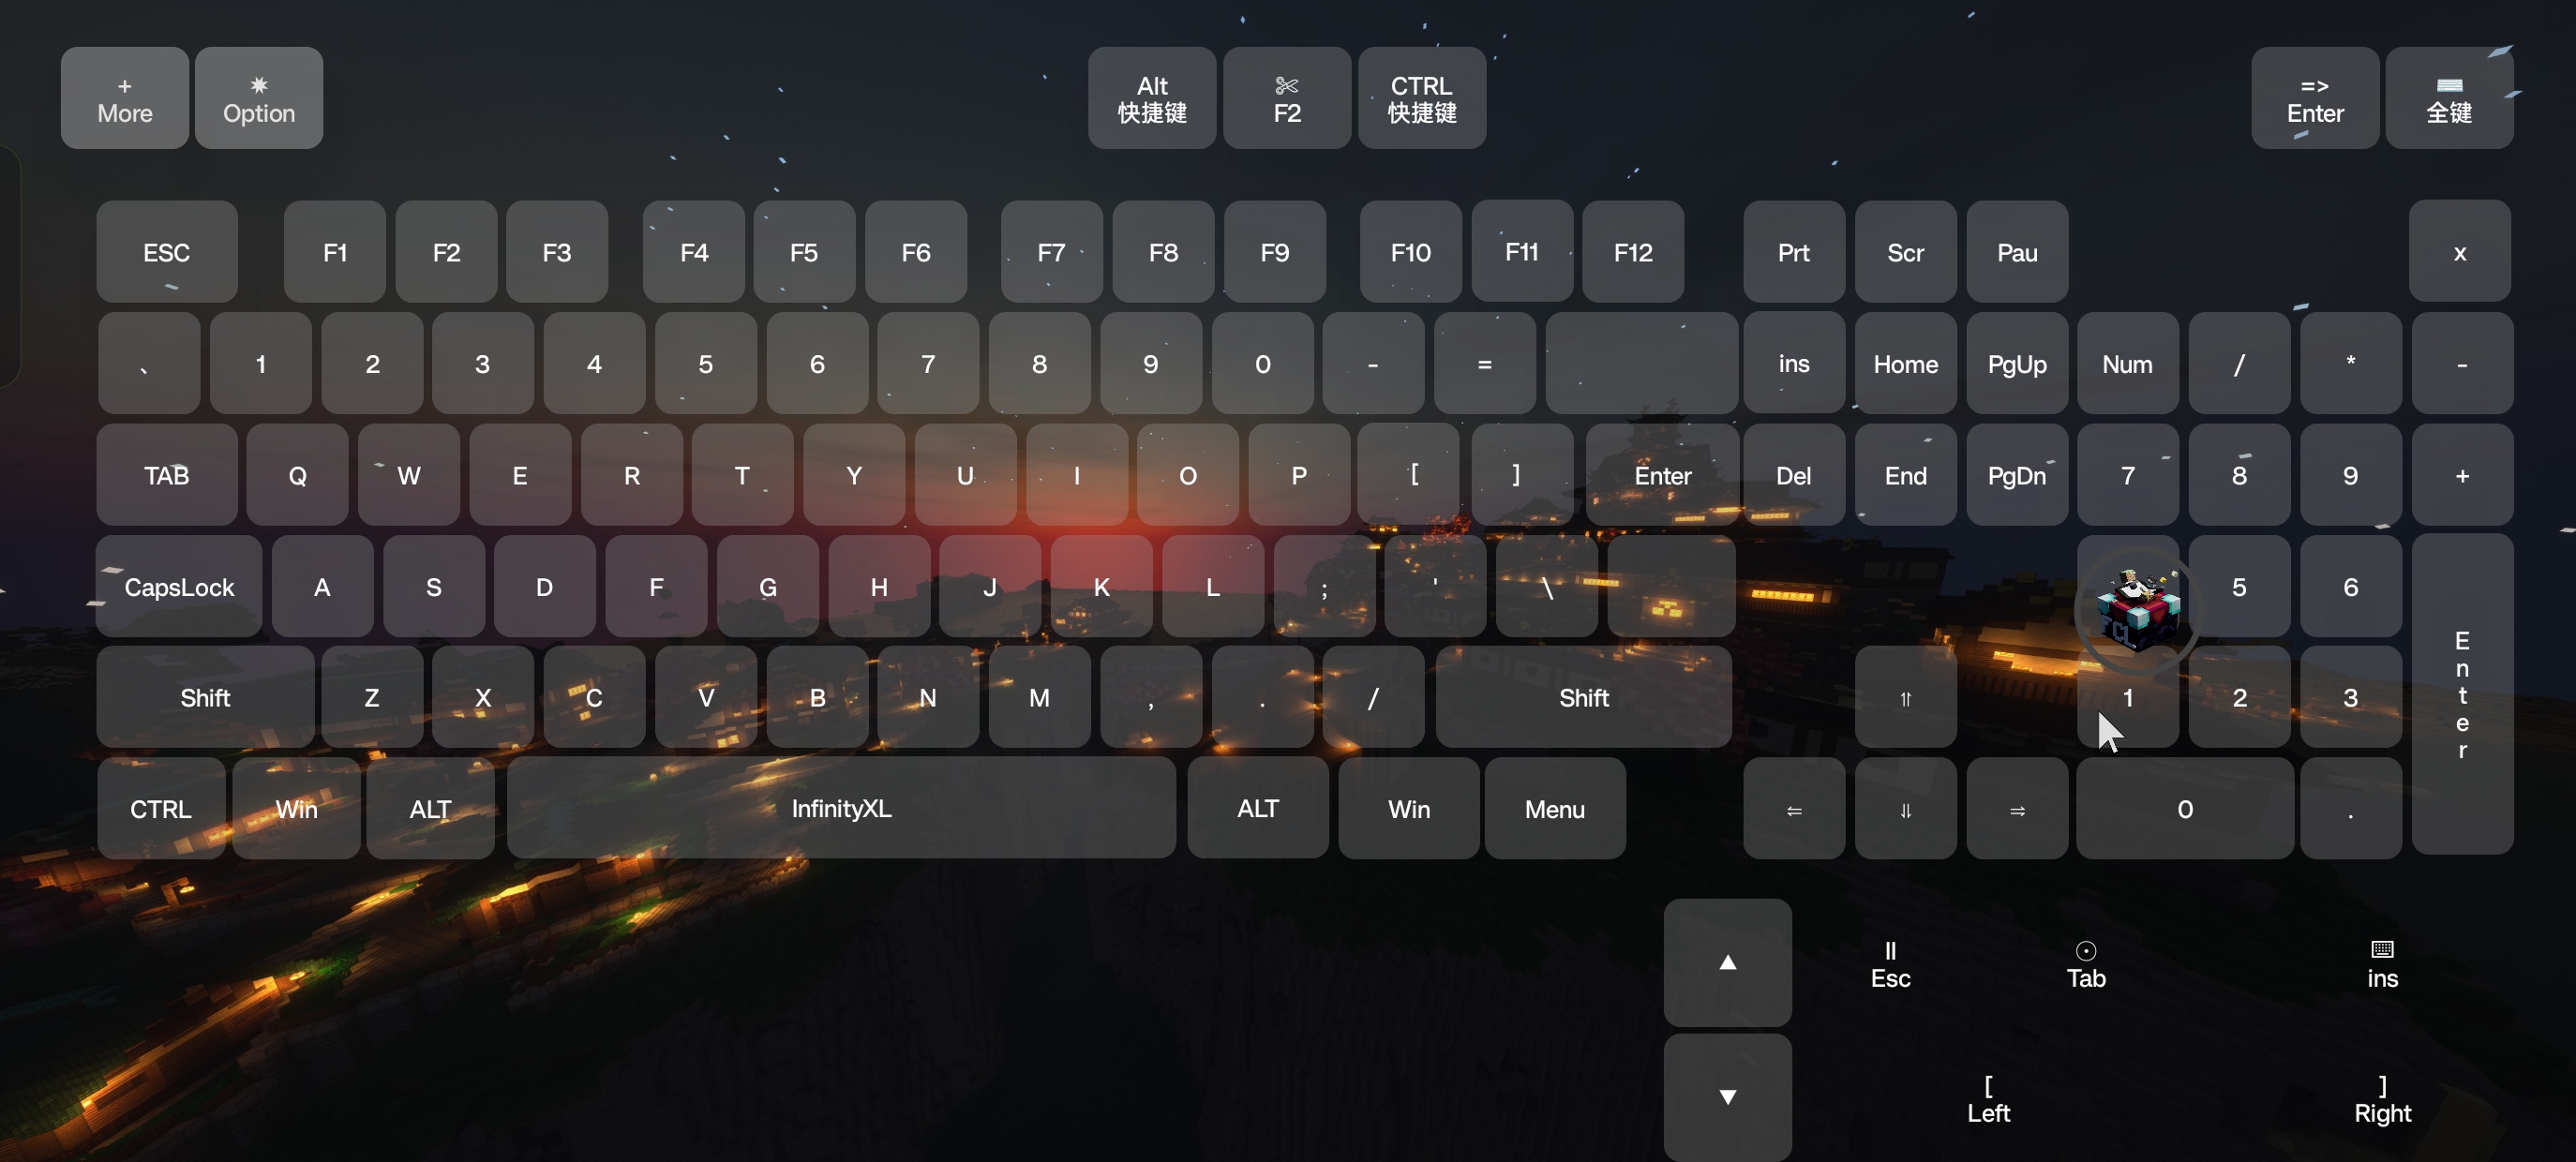 +
More
✷
Option
Alt
快捷键
✂
F2
CTRL
快捷键
=>
Enter
⌨
全键
ESC
F1
F2
F3
F4
F5
F6
F7
F8
F9
F10
F11
F12
Prt
Scr
Pau
x
、
1
2
3
4
5
6
7
8
9
0
-
=
ins
Home
PgUp
Num
/
*
-
TAB
Q
W
E
R
T
Y
U
I
O
P
[
]
Enter
Del
End
PgDn
7
8
9
+
CapsLock
A
S
D
F
G
H
J
K
L
;
'
\
FCL
5
6
Enter
Shift
Z
X
C
V
B
N
M
,
.
/
Shift
⥣
1
2
3
CTRL
Win
ALT
InfinityXL
ALT
Win
Menu
⇐
⇓
⇒
0
.
▲
॥
Esc
☉
Tab
⌨
ins
▼
[
Left
]
Right